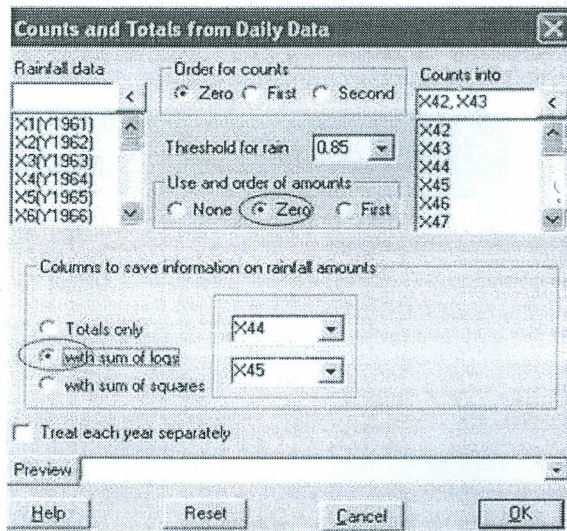 Counts and Totals from Daily Data
Rainfall data
<
X1(Y1961)
X2(Y1962)
X3(Y1963)
X4(Y1964)
X5(Y1965)
X6(Y1966)
Order for counts
Zero First Second
Threshold for rain 0.85
Use and order of amounts
None Zero First
Counts into
X42,X43 <
X42
X43
X44
X45
X46
X47
Columns to save information on rainfall amounts
Totals only
with sum of logs
with sum of squares
X44
X45
Treat each year separately
Preview
Help Reset Cancel OK